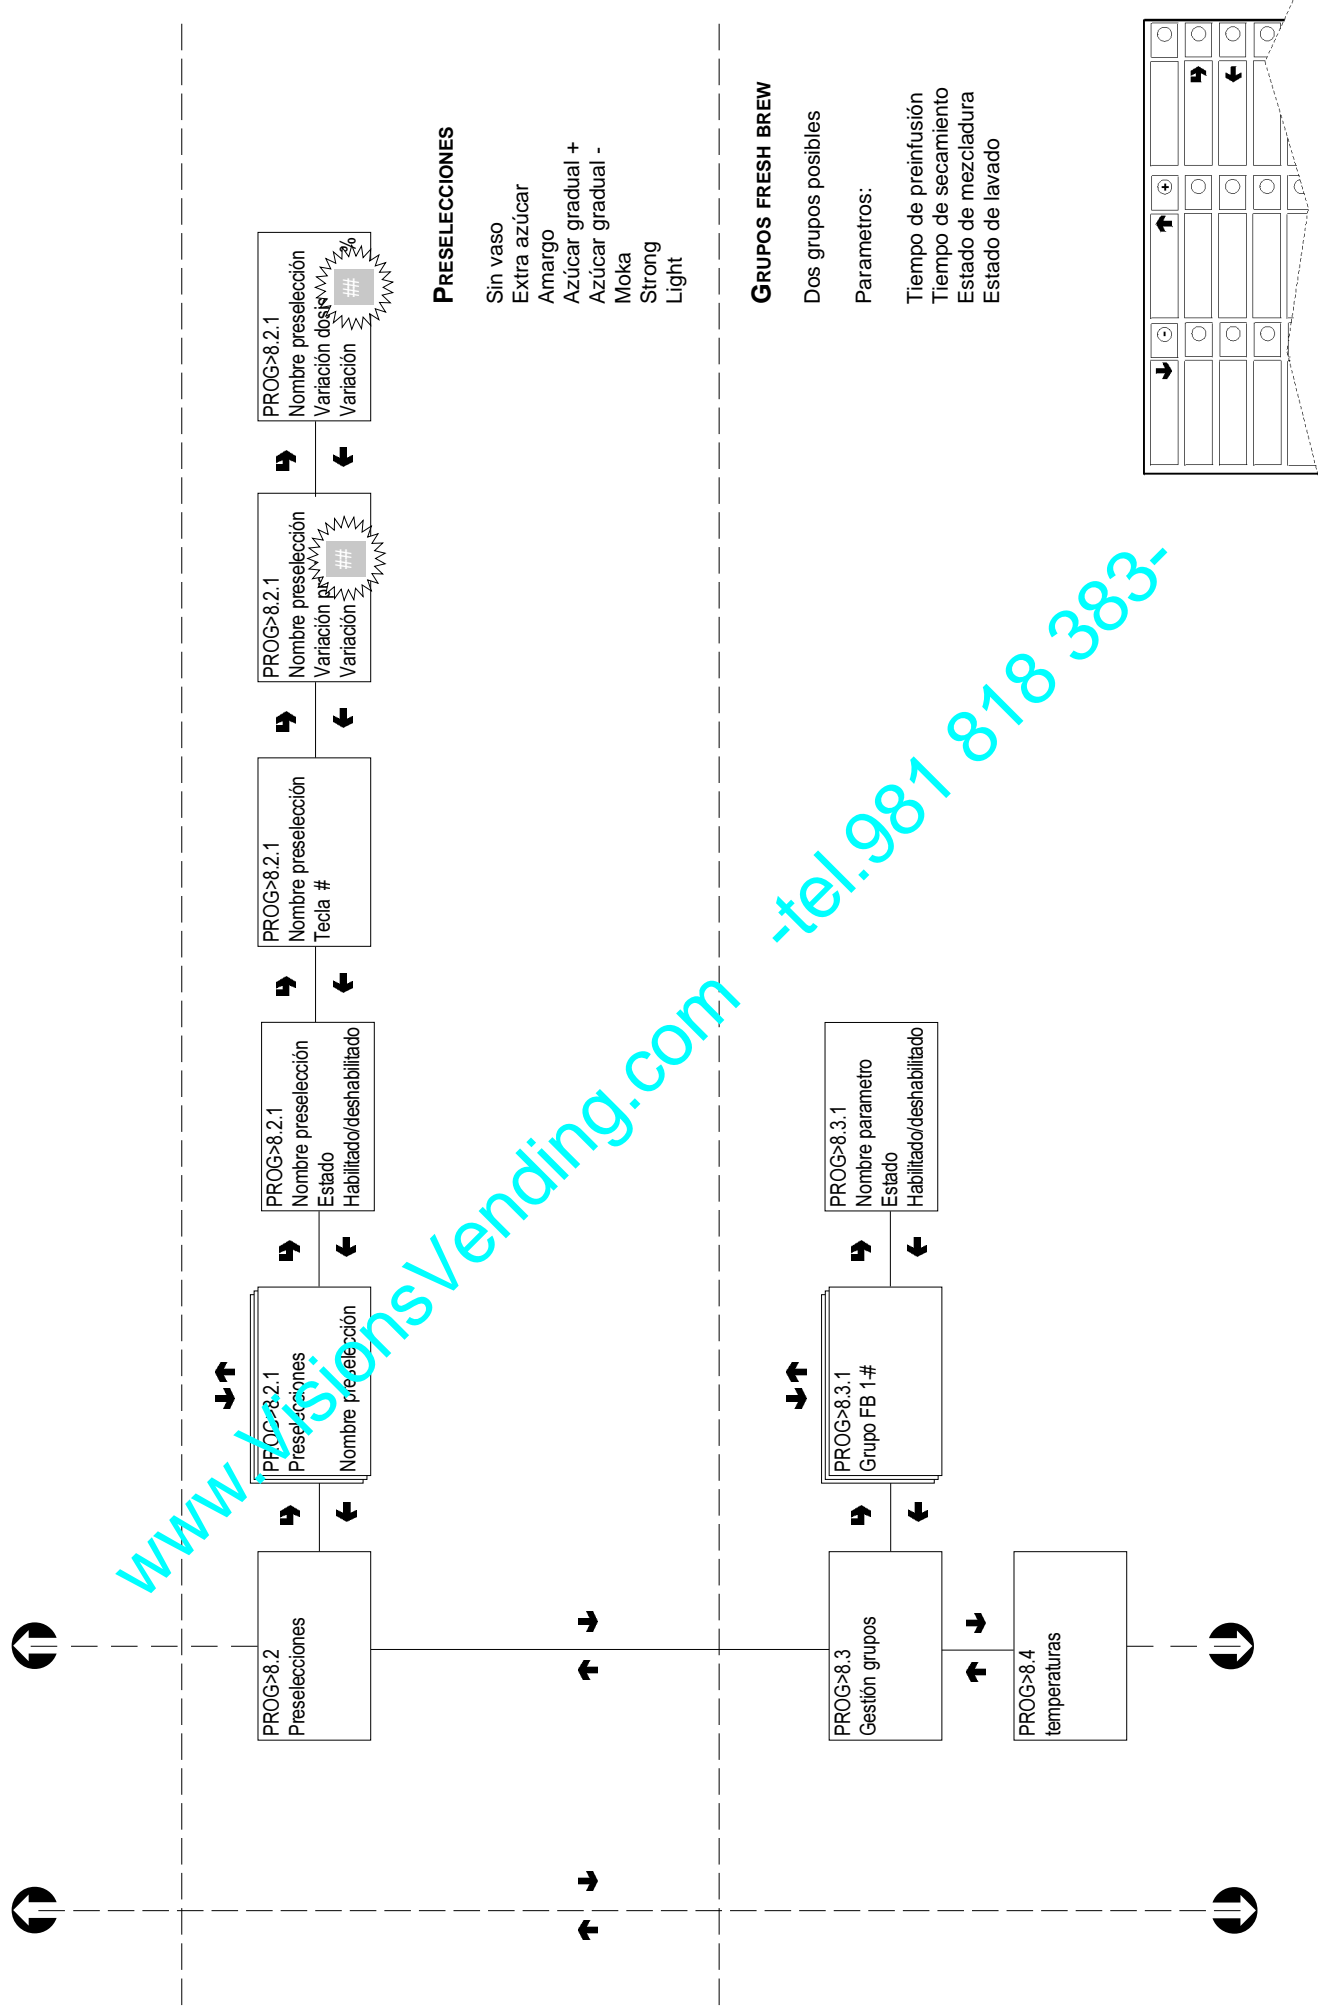 PROG>8.2
Preselecciones
PROG>8.2.1
Preselecciones
Nombre preselección
PROG>8.2.1
Nombre preselección
Estado
Habilitado/deshabilitado
PROG>8.2.1
Nombre preselección
Tecla #
PROG>8.2.1
Nombre preselección
Variación
Variación
##
PROG>8.2.1
Nombre preselección
Variación dosis
Variación
##
%
PRESELECCIONES
Sin vaso
Extra azúcar
Amargo
Azúcar gradual +
Azúcar gradual -
Moka
Strong
Light
PROG>8.3
Gestión grupos
PROG>8.3.1
Grupo FB 1-#
PROG>8.3.1
Nombre parametro
Estado
Habilitado/deshabilitado
GRUPOS FRESH BREW
Dos grupos posibles
Parametros:
Tiempo de preinfusión
Tiempo de secamiento
Estado de mezcladura
Estado de lavado
PROG>8.4
temperaturas
- +
www.VisionsVending.com -tel.981 818 383-